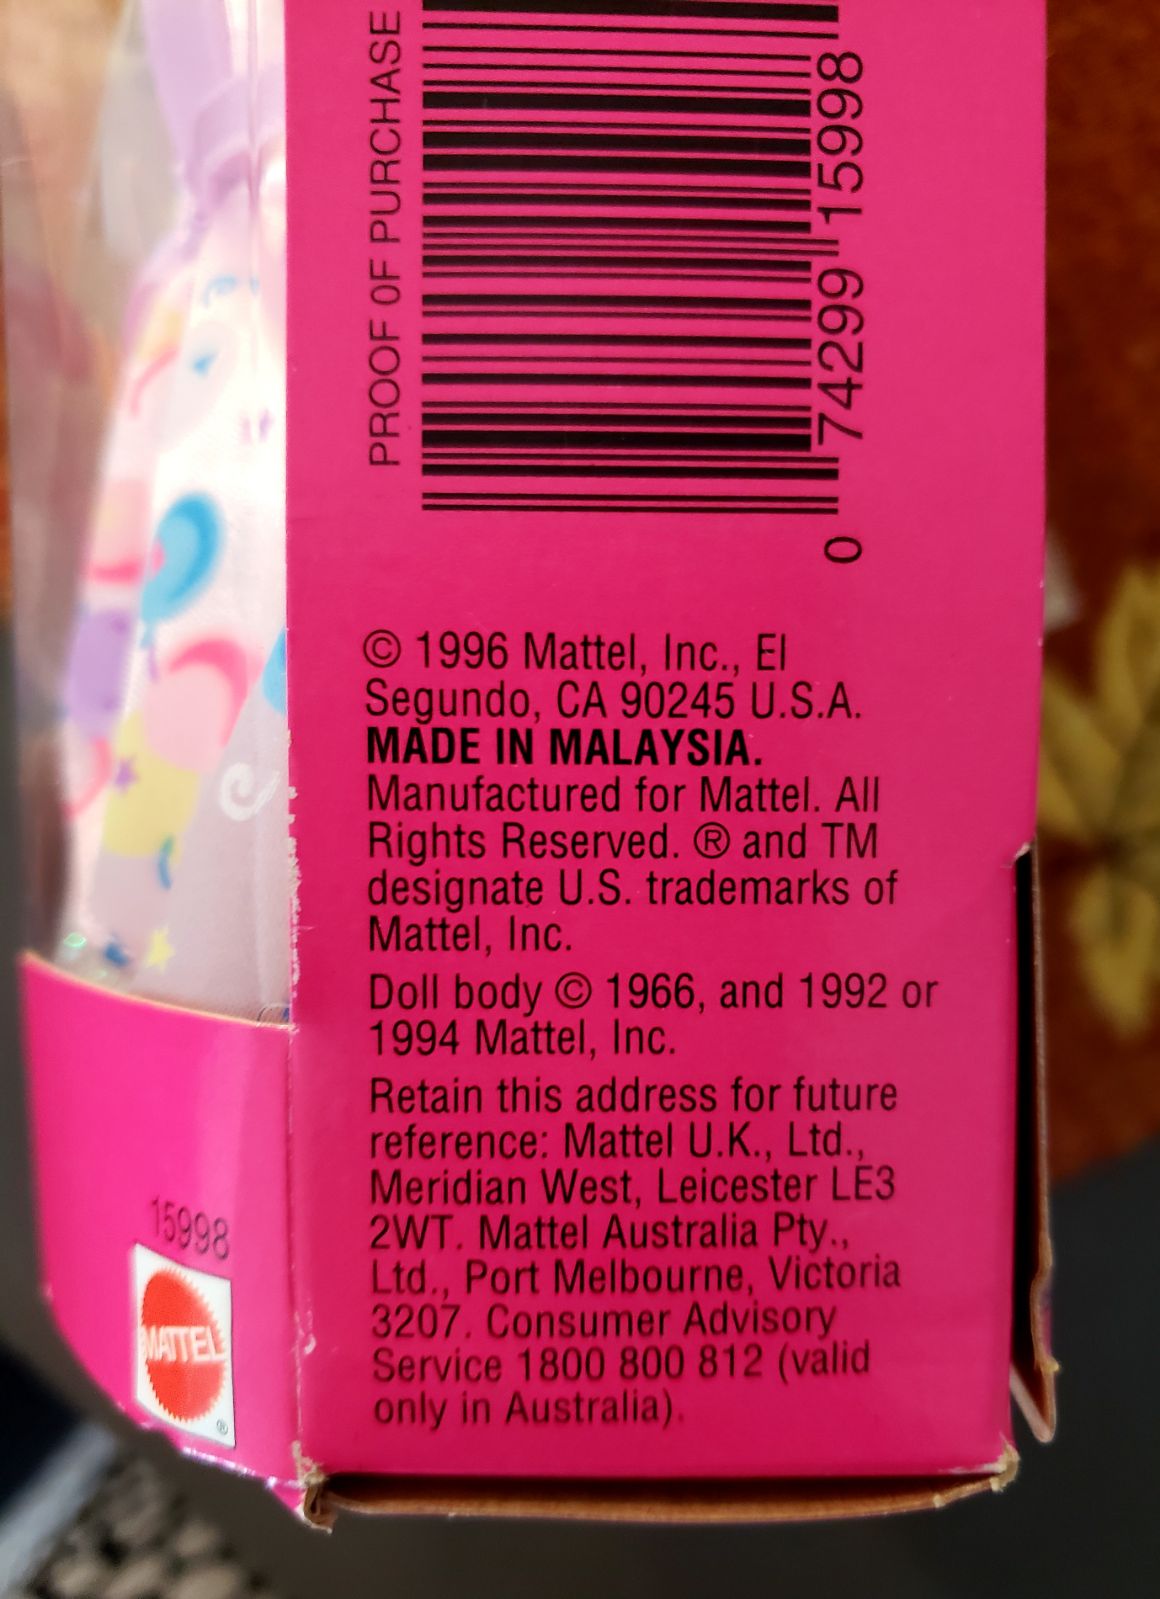 PROOF OF PURCHASE
0 74299 15998
© 1996 Mattel, Inc., El
Segundo, CA 90245 U.S.A.
MADE IN MALAYSIA.
Manufactured for Mattel. All
Rights Reserved. ® and TM
designate U.S. trademarks of
Mattel, Inc.
Doll body © 1966, and 1992 or
1994 Mattel, Inc.
Retain this address for future
reference: Mattel U.K., Ltd.,
Meridian West, Leicester LE3
2WT. Mattel Australia Pty.,
Ltd., Port Melbourne, Victoria
3207. Consumer Advisory
Service 1800 800 812 (valid
only in Australia).
15998
MATTEL
®